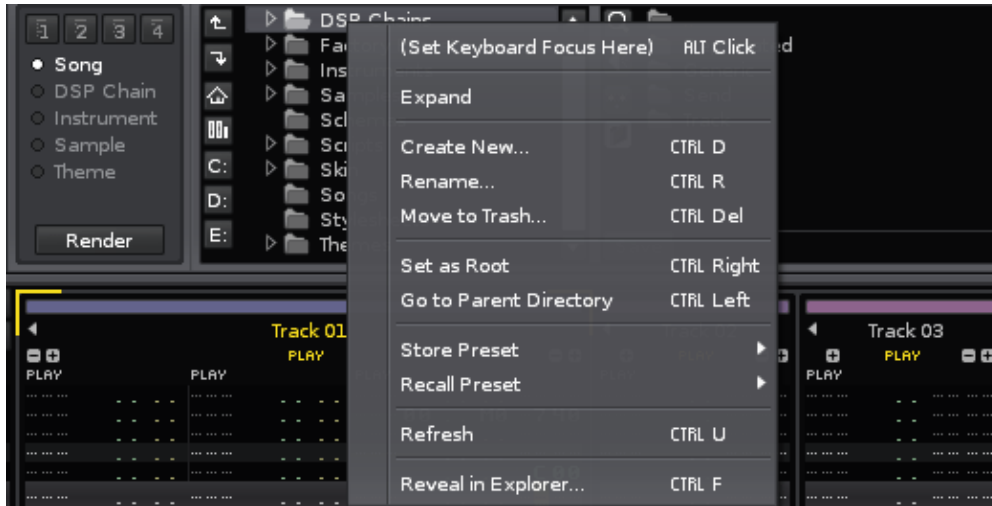 1 2 3 4
Song
DSP Chain
Instrument
Sample
Theme
Render
C:
D:
E:
DSP Chains
(Set Keyboard Focus Here) ALT Click
Expand
Create New... CTRL D
Rename... CTRL R
Move to Trash... CTRL Del
Set as Root CTRL Right
Go to Parent Directory CTRL Left
Store Preset
Recall Preset
Refresh CTRL U
Reveal in Explorer... CTRL F
Track 01
PLAY
PLAY PLAY
Track 03
PLAY
PLAY